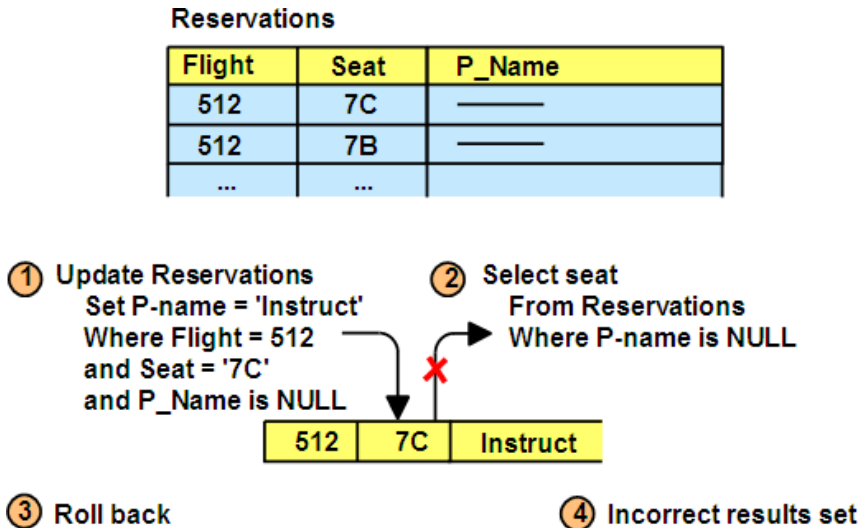 Reservations
Flight Seat P_Name
512 7C
512 7B
... ...
1 Update Reservations
Set P-name = 'Instruct'
Where Flight = 512
and Seat = '7C'
and P_Name is NULL
2 Select seat
From Reservations
Where P-name is NULL
512 7C Instruct
3 Roll back
4 Incorrect results set